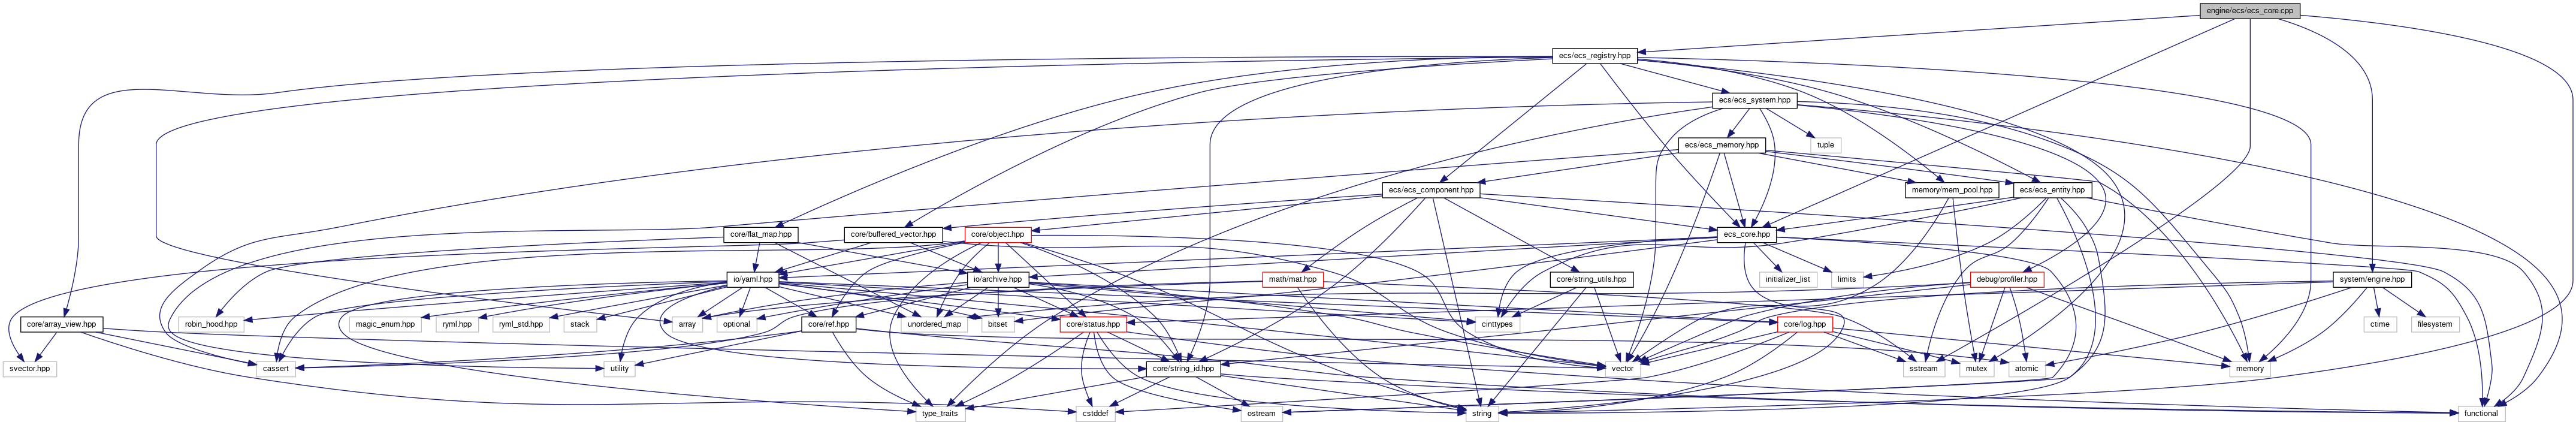 engine/ecs/ecs_core.cpp
ecs/ecs_registry.hpp
ecs/ecs_system.hpp
ecs/ecs_memory.hpp
tuple
ecs/ecs_component.hpp
memory/mem_pool.hpp
ecs/ecs_entity.hpp
core/flat_map.hpp
core/buffered_vector.hpp
core/object.hpp
ecs_core.hpp
io/yaml.hpp
io/archive.hpp
math/mat.hpp
core/string_utils.hpp
initializer_list
limits
debug/profiler.hpp
system/engine.hpp
core/array_view.hpp
robin_hood.hpp
magic_enum.hpp
ryml.hpp
ryml_std.hpp
stack
array
optional
core/ref.hpp
unordered_map
bitset
core/status.hpp
cinttypes
core/log.hpp
ctime
filesystem
svector.hpp
cassert
utility
core/string_id.hpp
vector
sstream
mutex
atomic
memory
type_traits
cstddef
ostream
string
functional